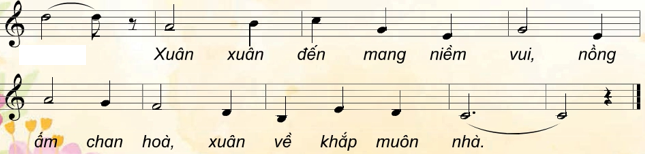 Xuân xuân đến mang niềm vui, nồng
ấm chan hoà, xuân về khắp muôn nhà.